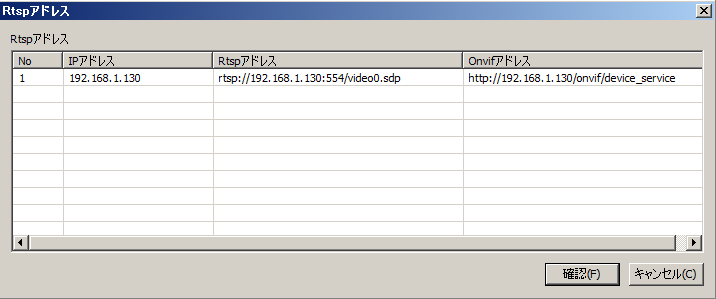 Rtspアドレス
Rtspアドレス
No IPアドレス Rtspアドレス Onvifアドレス
1 192.168.1.130 rtsp://192.168.1.130:554/video0.sdp http://192.168.1.130/onvif/device_service
確認(F) キャンセル(C)